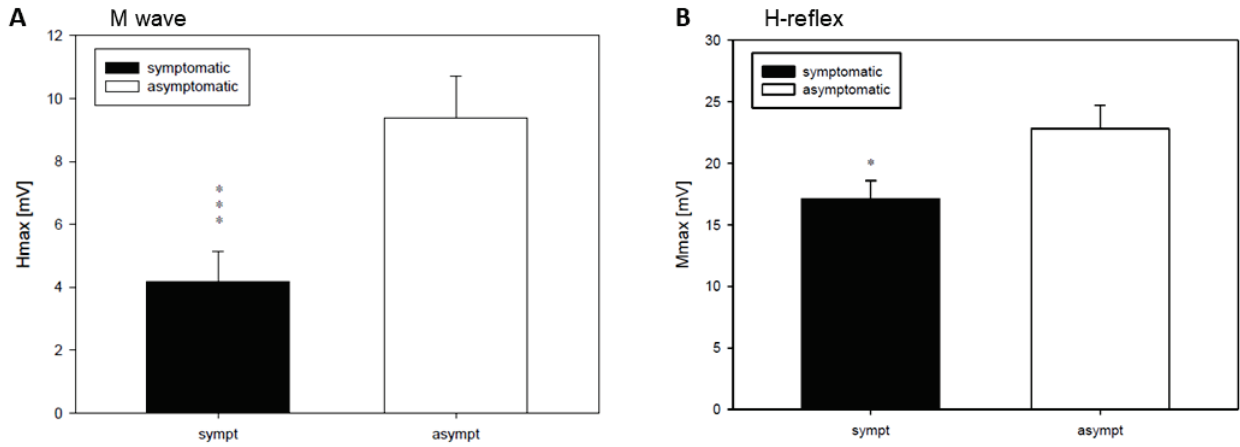 A M wave
12
10
8
6
4
2
0
Hmax [mV]
symptomatic
asymptomatic
***
sympt
asympt
B H-reflex
30
25
20
15
10
5
0
Mmax [mV]
symptomatic
asymptomatic
*
sympt
asympt